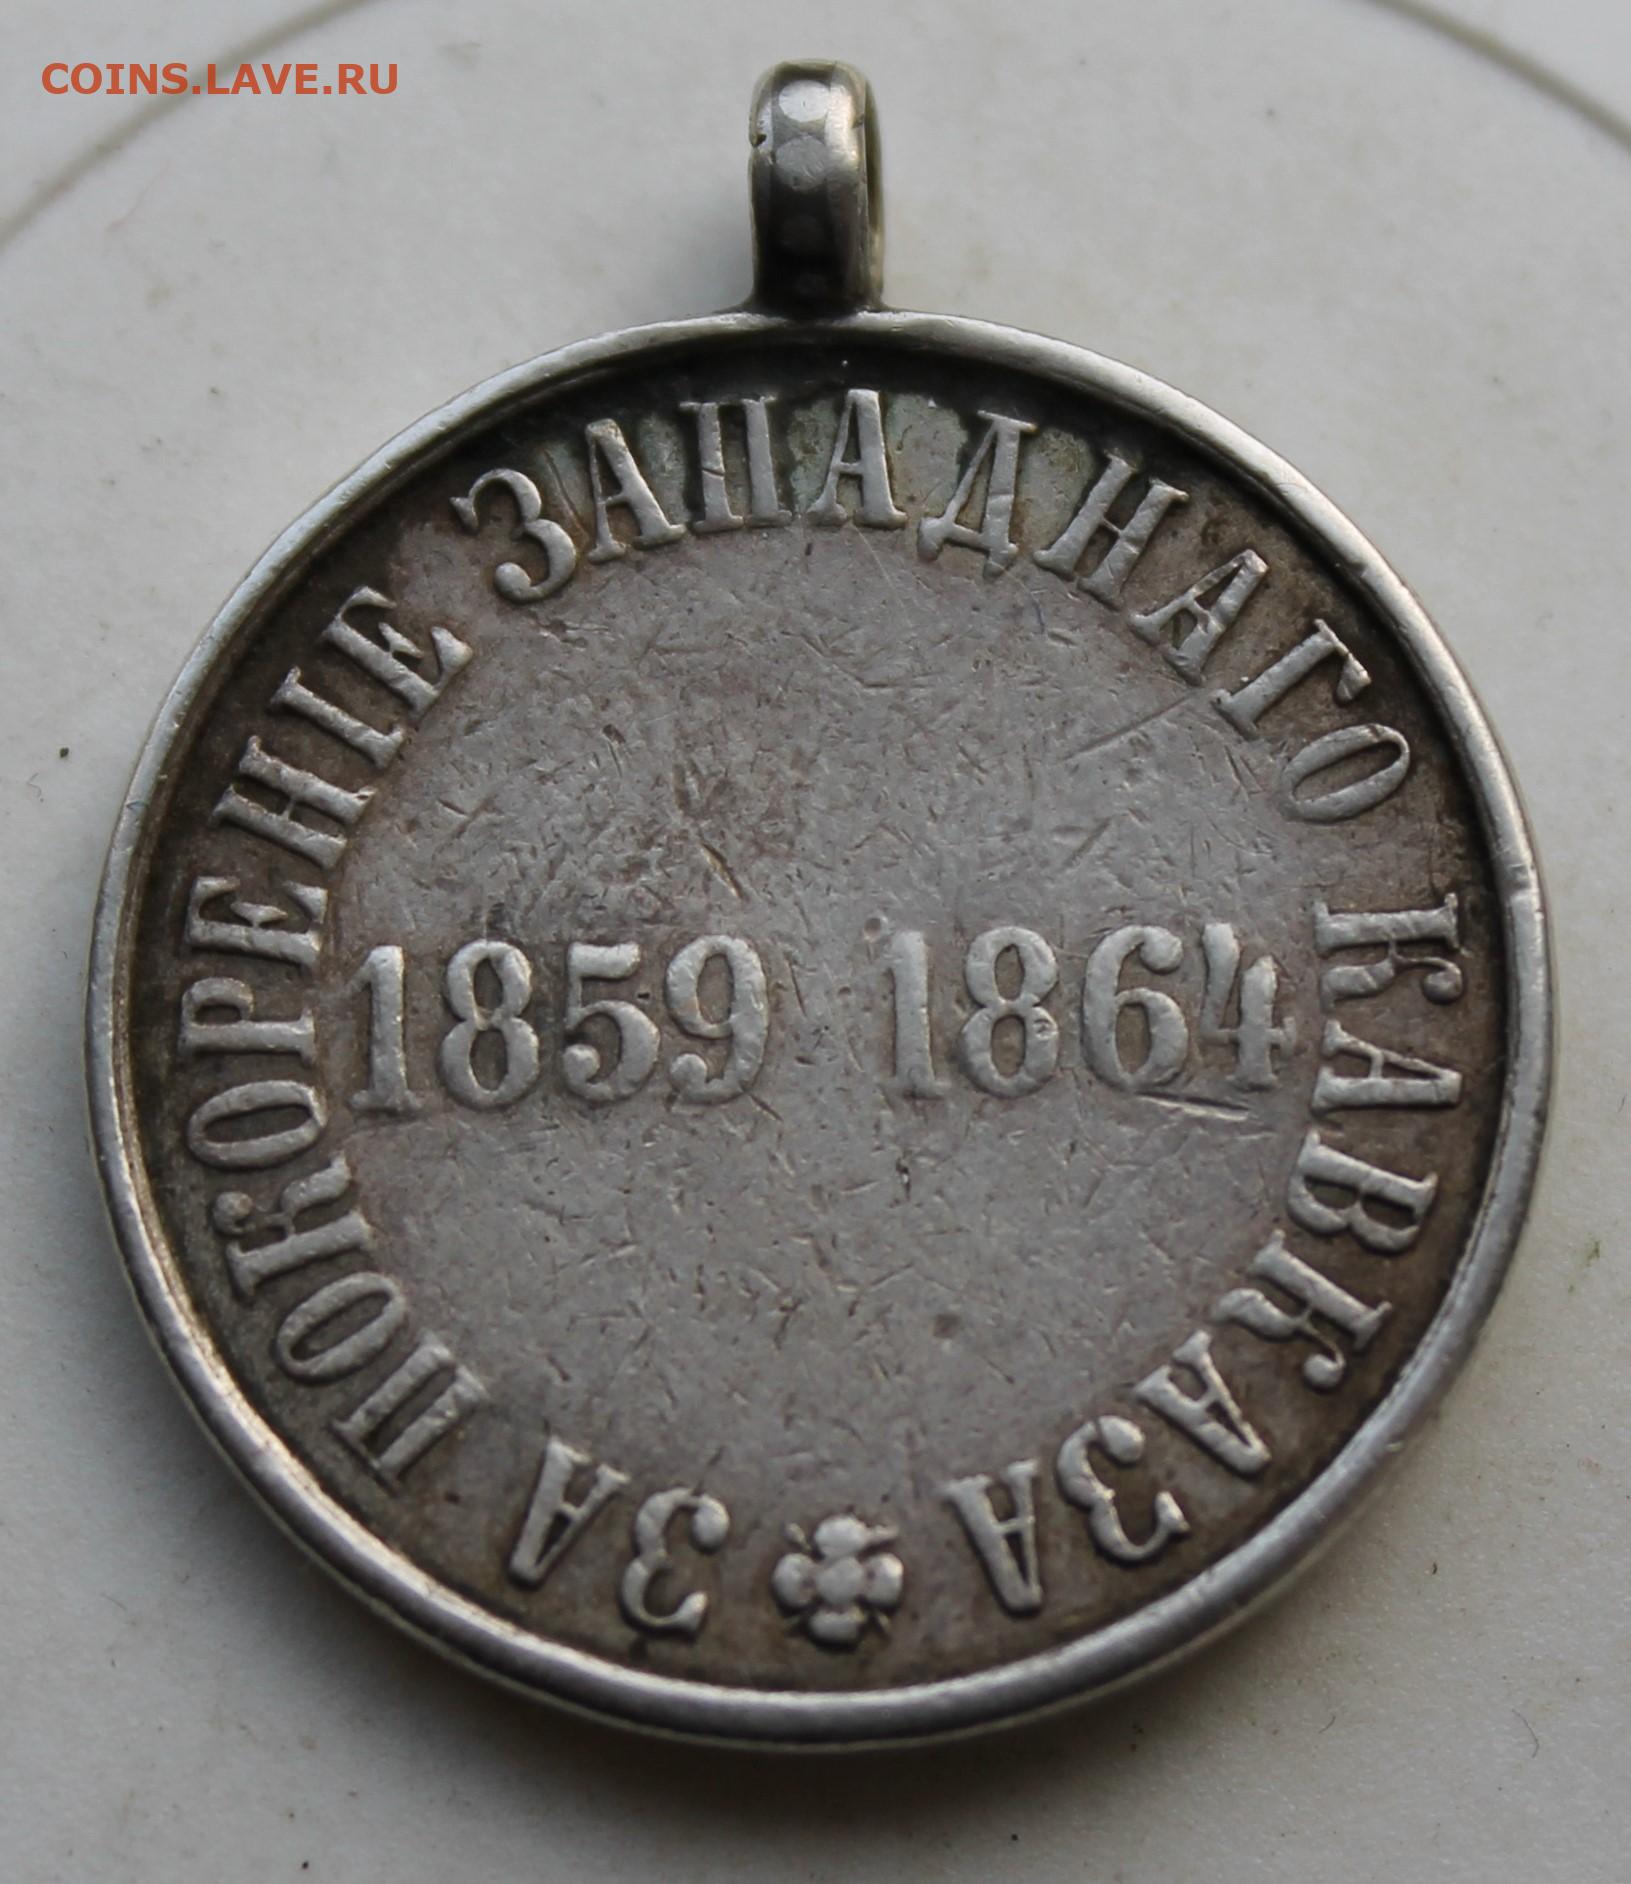 COINS.LAVE.RU
ЗА ПОКОРЕНІЕ ЗАПАДНАГО КАВКАЗА
1859 1864